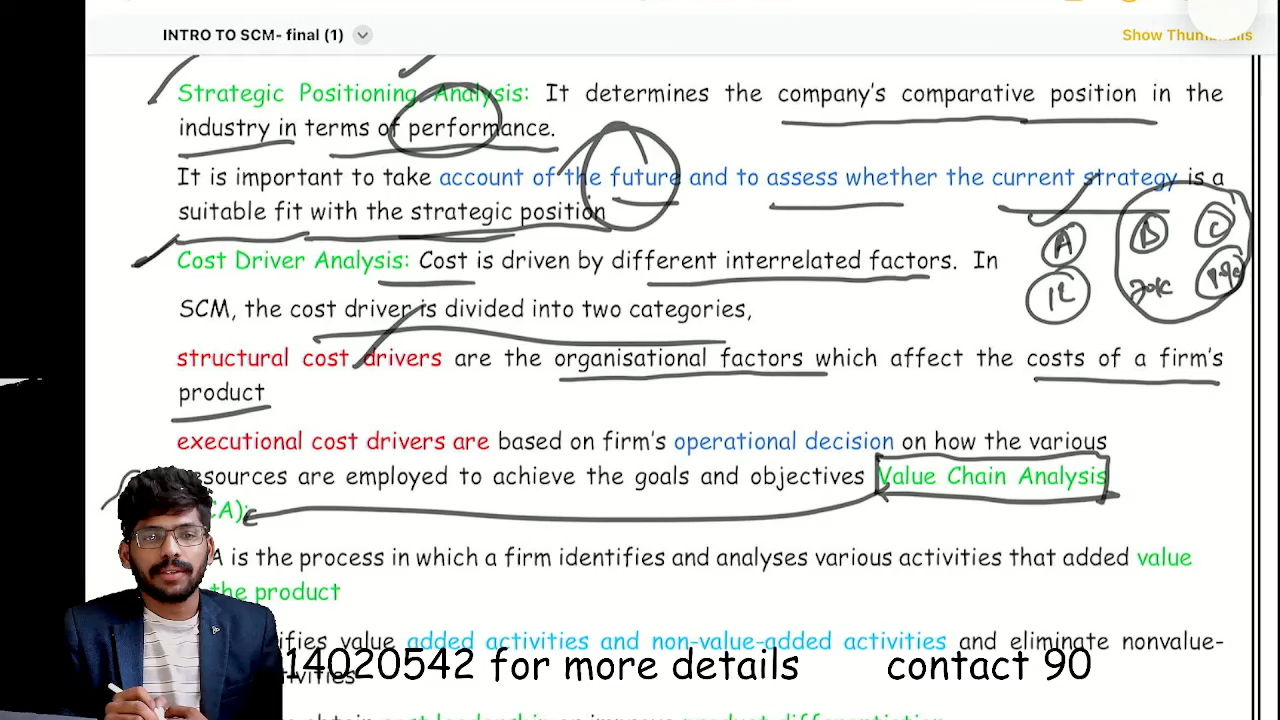 INTRO TO SCM- final (1)
Show Thum
Strategic Positioning Analysis: It determines the company's comparative position in the
industry in terms of performance.
It is important to take account of the future and to assess whether the current strategy is a
suitable fit with the strategic position
Cost Driver Analysis: Cost is driven by different interrelated factors. In
A B C
SCM, the cost driver is divided into two categories,
structural cost drivers are the organisational factors which affect the costs of a firm's
product
executional cost drivers are based on firm's operational decision on how the various
esources are employed to achieve the goals and objectives Value Chain Analysis
CA):
A is the process in which a firm identifies and analyses various activities that added value
the product
ifies value added activities and non-value-added activities and eliminate nonvalue-
14020542 for more details contact 90